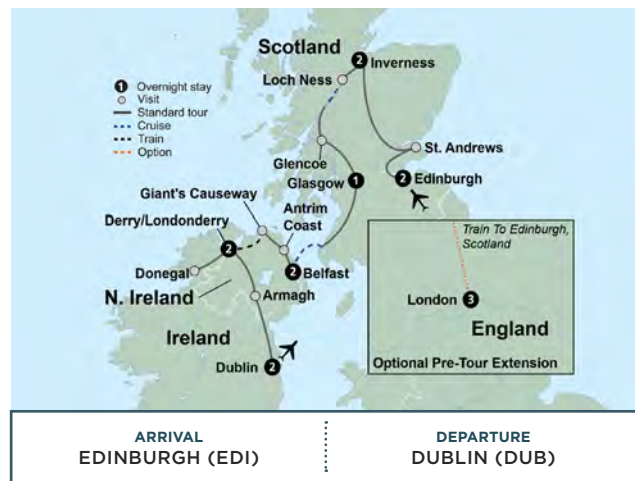 Scotland
2 Inverness
Loch Ness
1 Overnight stay
Visit
Standard tour
Cruise
Train
Option
St. Andrews
Glencoe
Glasgow 1
2 Edinburgh
Giant's Causeway
Antrim
Coast
Derry/Londonderry
2
Donegal
2 Belfast
N. Ireland
Armagh
Ireland
Dublin 2
Train To Edinburgh,
Scotland
London 3
England
Optional Pre-Tour Extension
ARRIVAL
EDINBURGH (EDI)
DEPARTURE
DUBLIN (DUB)